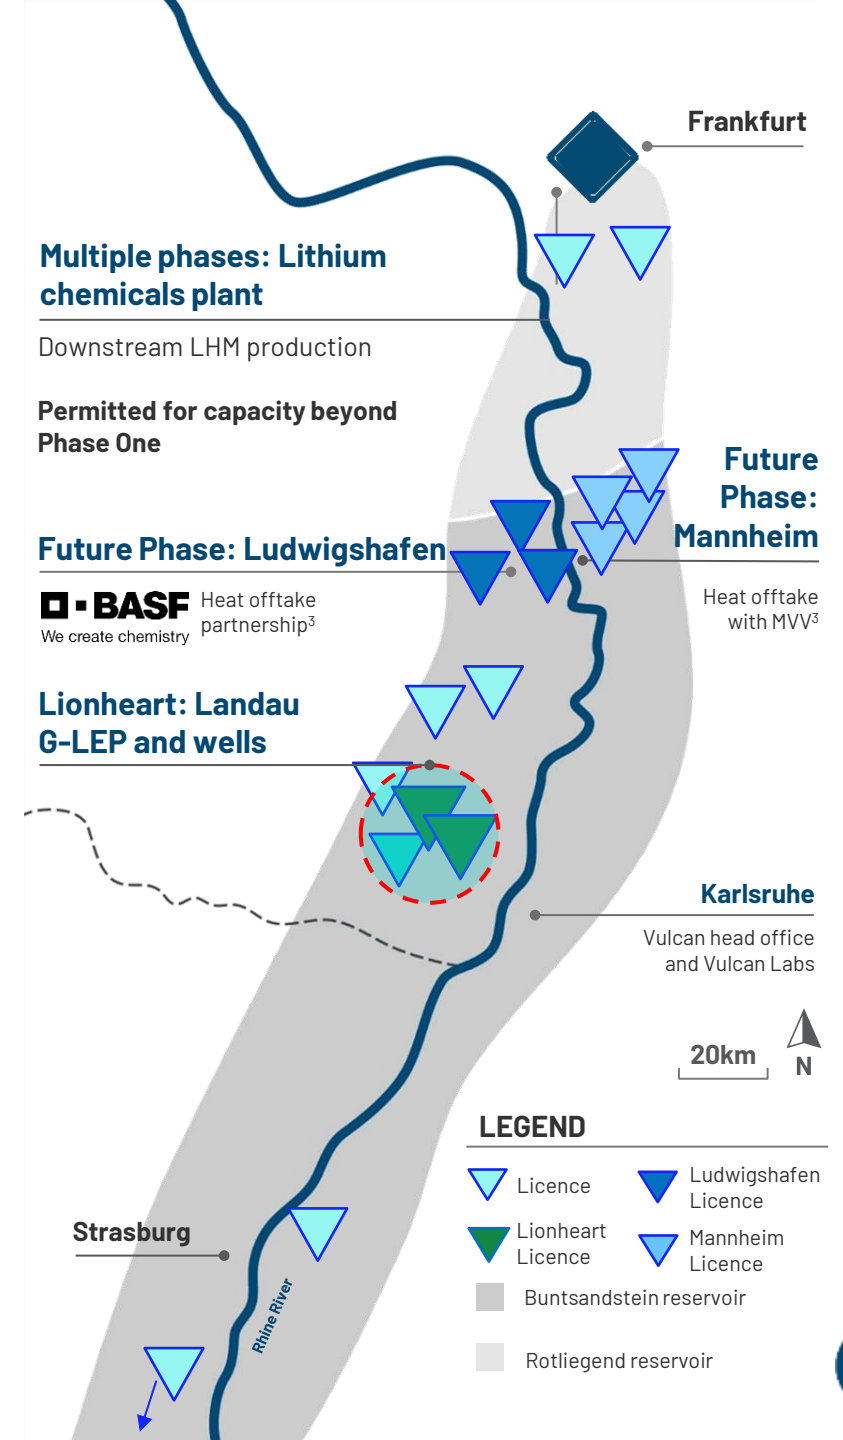 Frankfurt
Multiple phases: Lithium
chemicals plant
Downstream LHM production
Permitted for capacity beyond
Phase One
Future
Phase:
Mannheim
Future Phase: Ludwigshafen
BASF
We create chemistry
Heat offtake
partnership³
Heat offtake
with MVV³
Lionheart: Landau
G-LEP and wells
Karlsruhe
Vulcan head office
and Vulcan Labs
20km
N
LEGEND
Licence
Ludwigshafen
Licence
Lionheart
Licence
Mannheim
Licence
Buntsandstein reservoir
Rotliegend reservoir
Strasburg
Rhine River